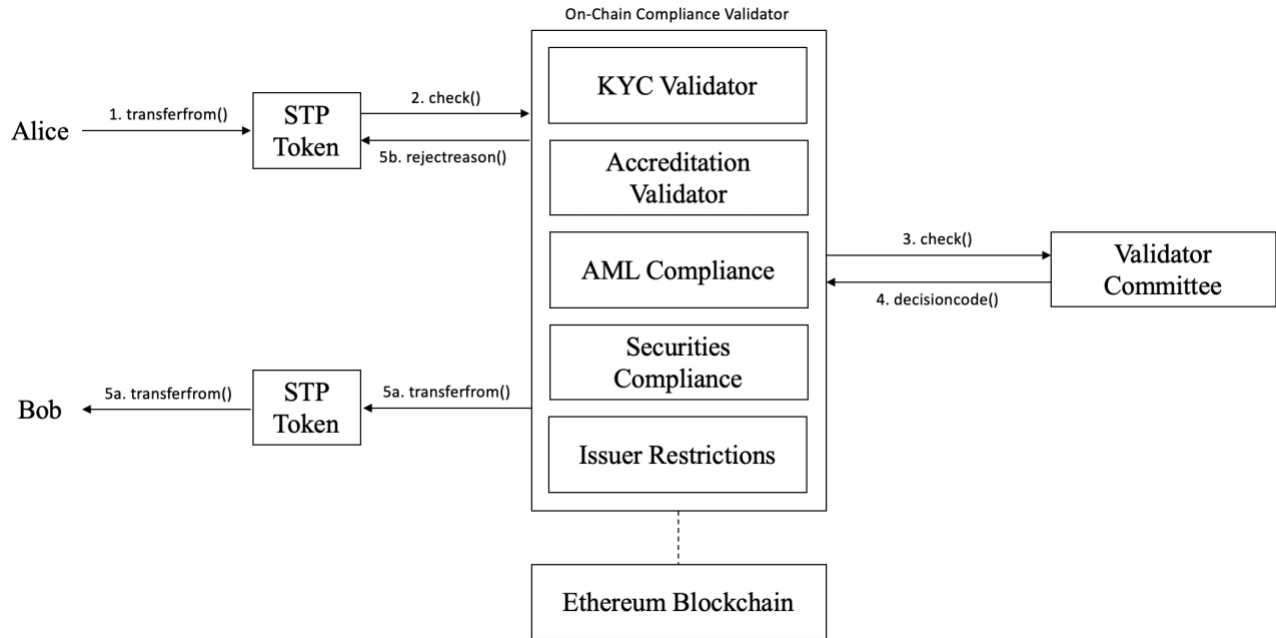 On-Chain Compliance Validator
KYC Validator
Alice
1. transferfrom()
STP
Token
2. check()
5b. rejectreason()
Accreditation
Validator
AML Compliance
3. check()
4. decisioncode()
Validator
Committee
Securities
Compliance
Bob
5a. transferfrom()
STP
Token
5a. transferfrom()
Issuer Restrictions
Ethereum Blockchain